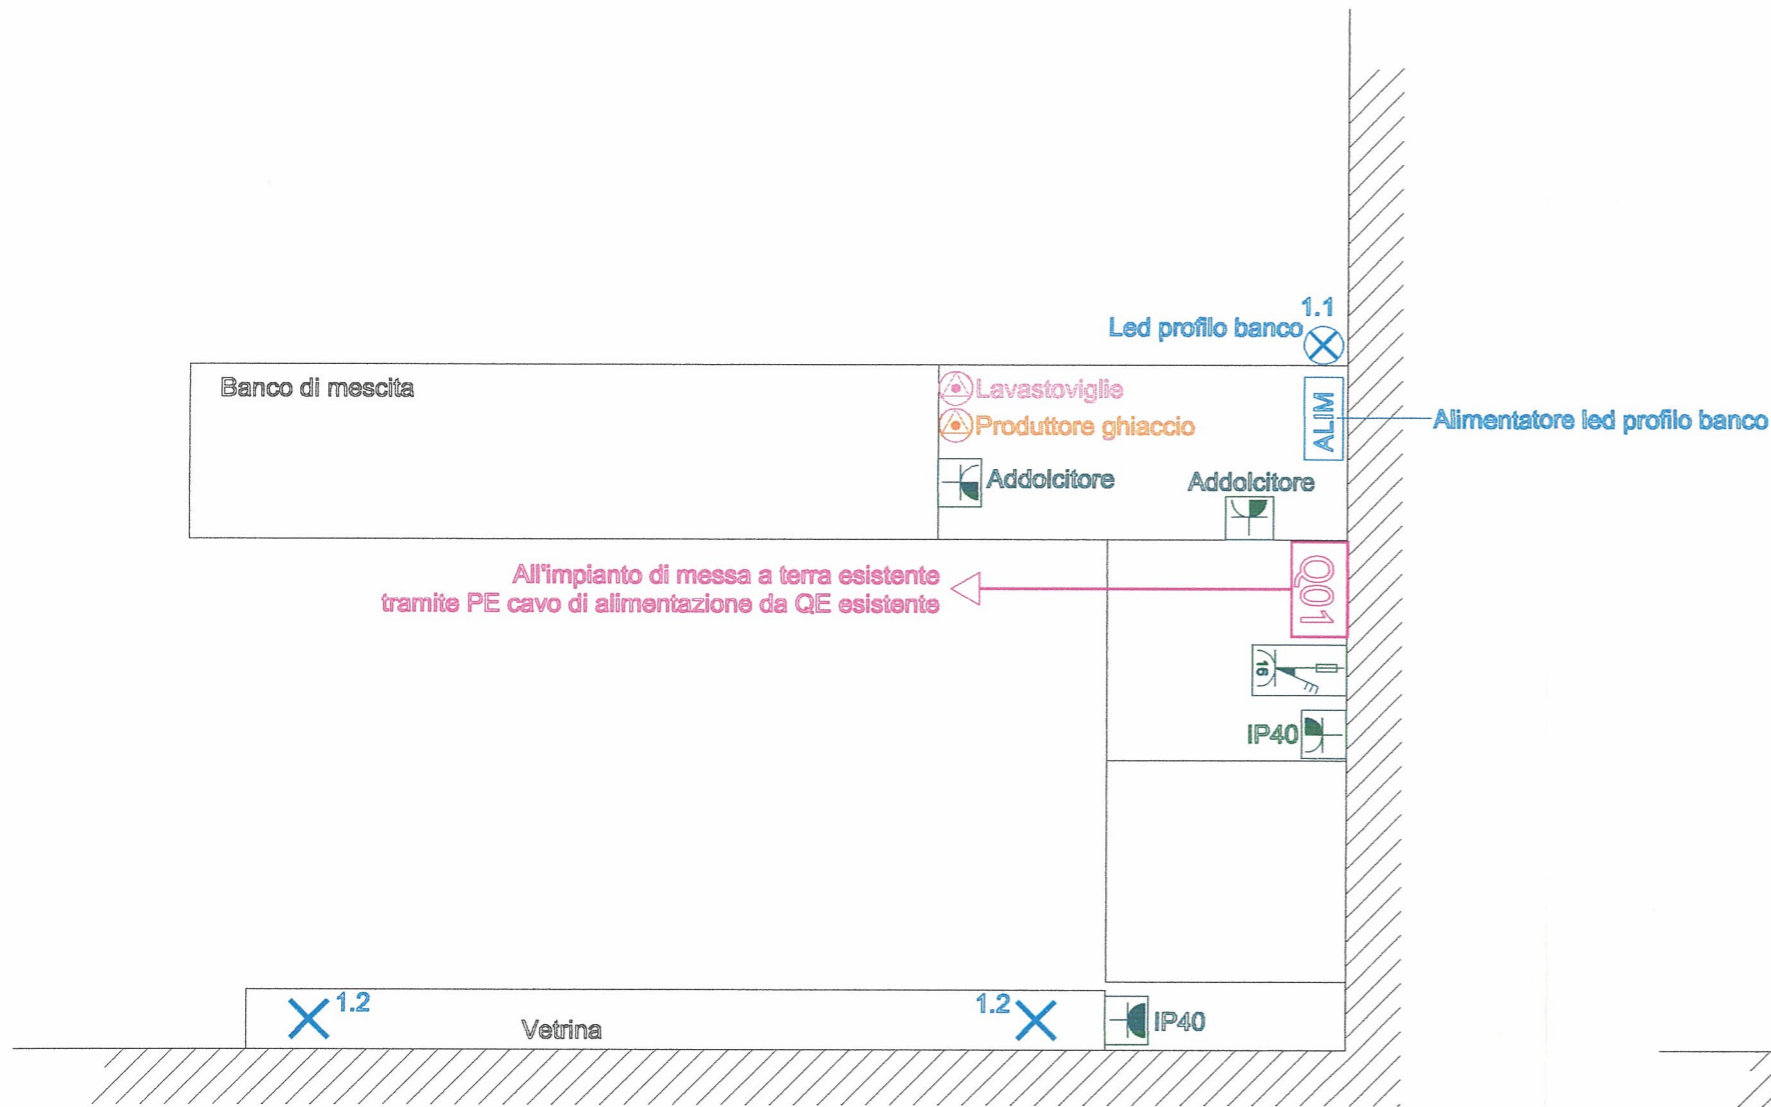 1.1
Led profilo banco
Banco di mescita
Lavastoviglie
Produttore ghiaccio
ALIM
Alimentatore led profilo banco
Addolcitore
Addolcitore
All'impianto di messa a terra esistente
tramite PE cavo di alimentazione da QE esistente
Q01
16
IP40
1.2
Vetrina
1.2
IP40